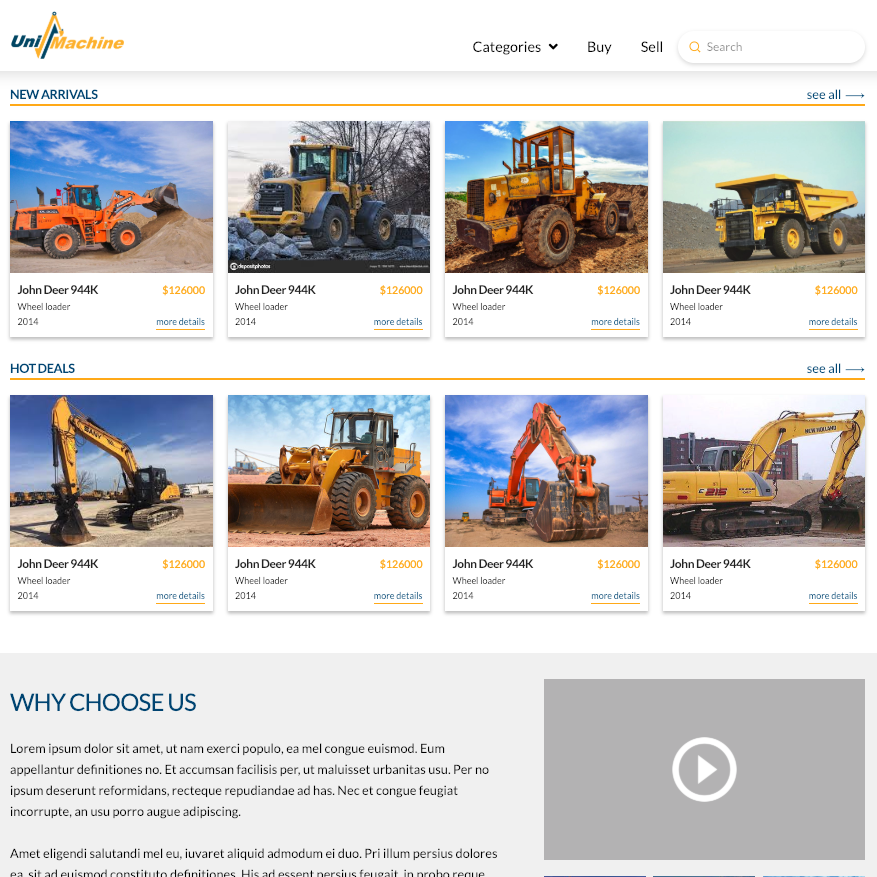 Uni Machine
Categories Buy Sell Search
NEW ARRIVALS see all
depositphotos
John Deer 944K $126000
Wheel loader
2014 more details
John Deer 944K $126000
Wheel loader
2014 more details
John Deer 944K $126000
Wheel loader
2014 more details
John Deer 944K $126000
Wheel loader
2014 more details
HOT DEALS see all
SANY
NEW HOLLAND
C 215
John Deer 944K $126000
Wheel loader
2014 more details
John Deer 944K $126000
Wheel loader
2014 more details
John Deer 944K $126000
Wheel loader
2014 more details
John Deer 944K $126000
Wheel loader
2014 more details
WHY CHOOSE US
Lorem ipsum dolor sit amet, ut nam exerci populo, ea mel congue euismod. Eum
appellantur definitiones no. Et accumsan facilisis per, ut maluisset urbanitas usu. Per no
ipsum deserunt reformidans, recteque repudiandae ad has. Nec et congue feugiat
incorrupte, an usu porro augue adipiscing.
Amet eligendi salutandi mel eu, iuvaret aliquid admodum ei duo. Pri illum persius dolores
ea, sit ad euismod constituto definitiones. His ad essent persius feugait, in probo reque